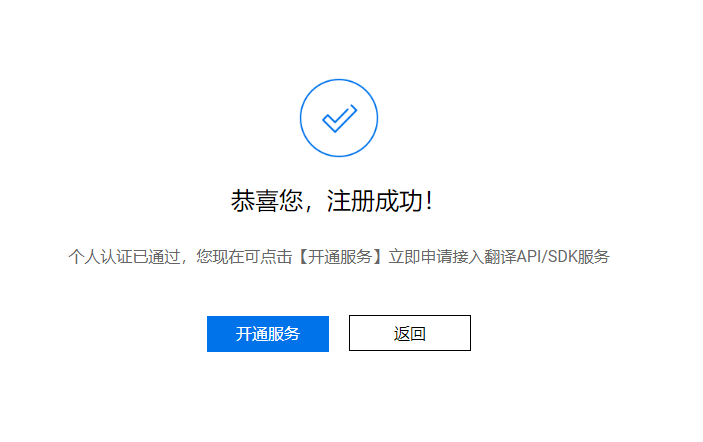 恭喜您，注册成功！
个人认证已通过，您现在可点击【开通服务】立即申请接入翻译API/SDK服务
开通服务
返回